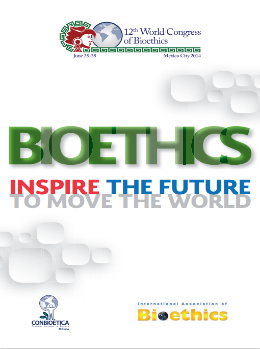 12th World Congress
of Bioethics
June 25-28
Mexico City 2014
BIOETHICS
INSPIRE THE FUTURE
TO MOVE THE WORLD
International Association of
Bioethics
CONBIOÉTICA